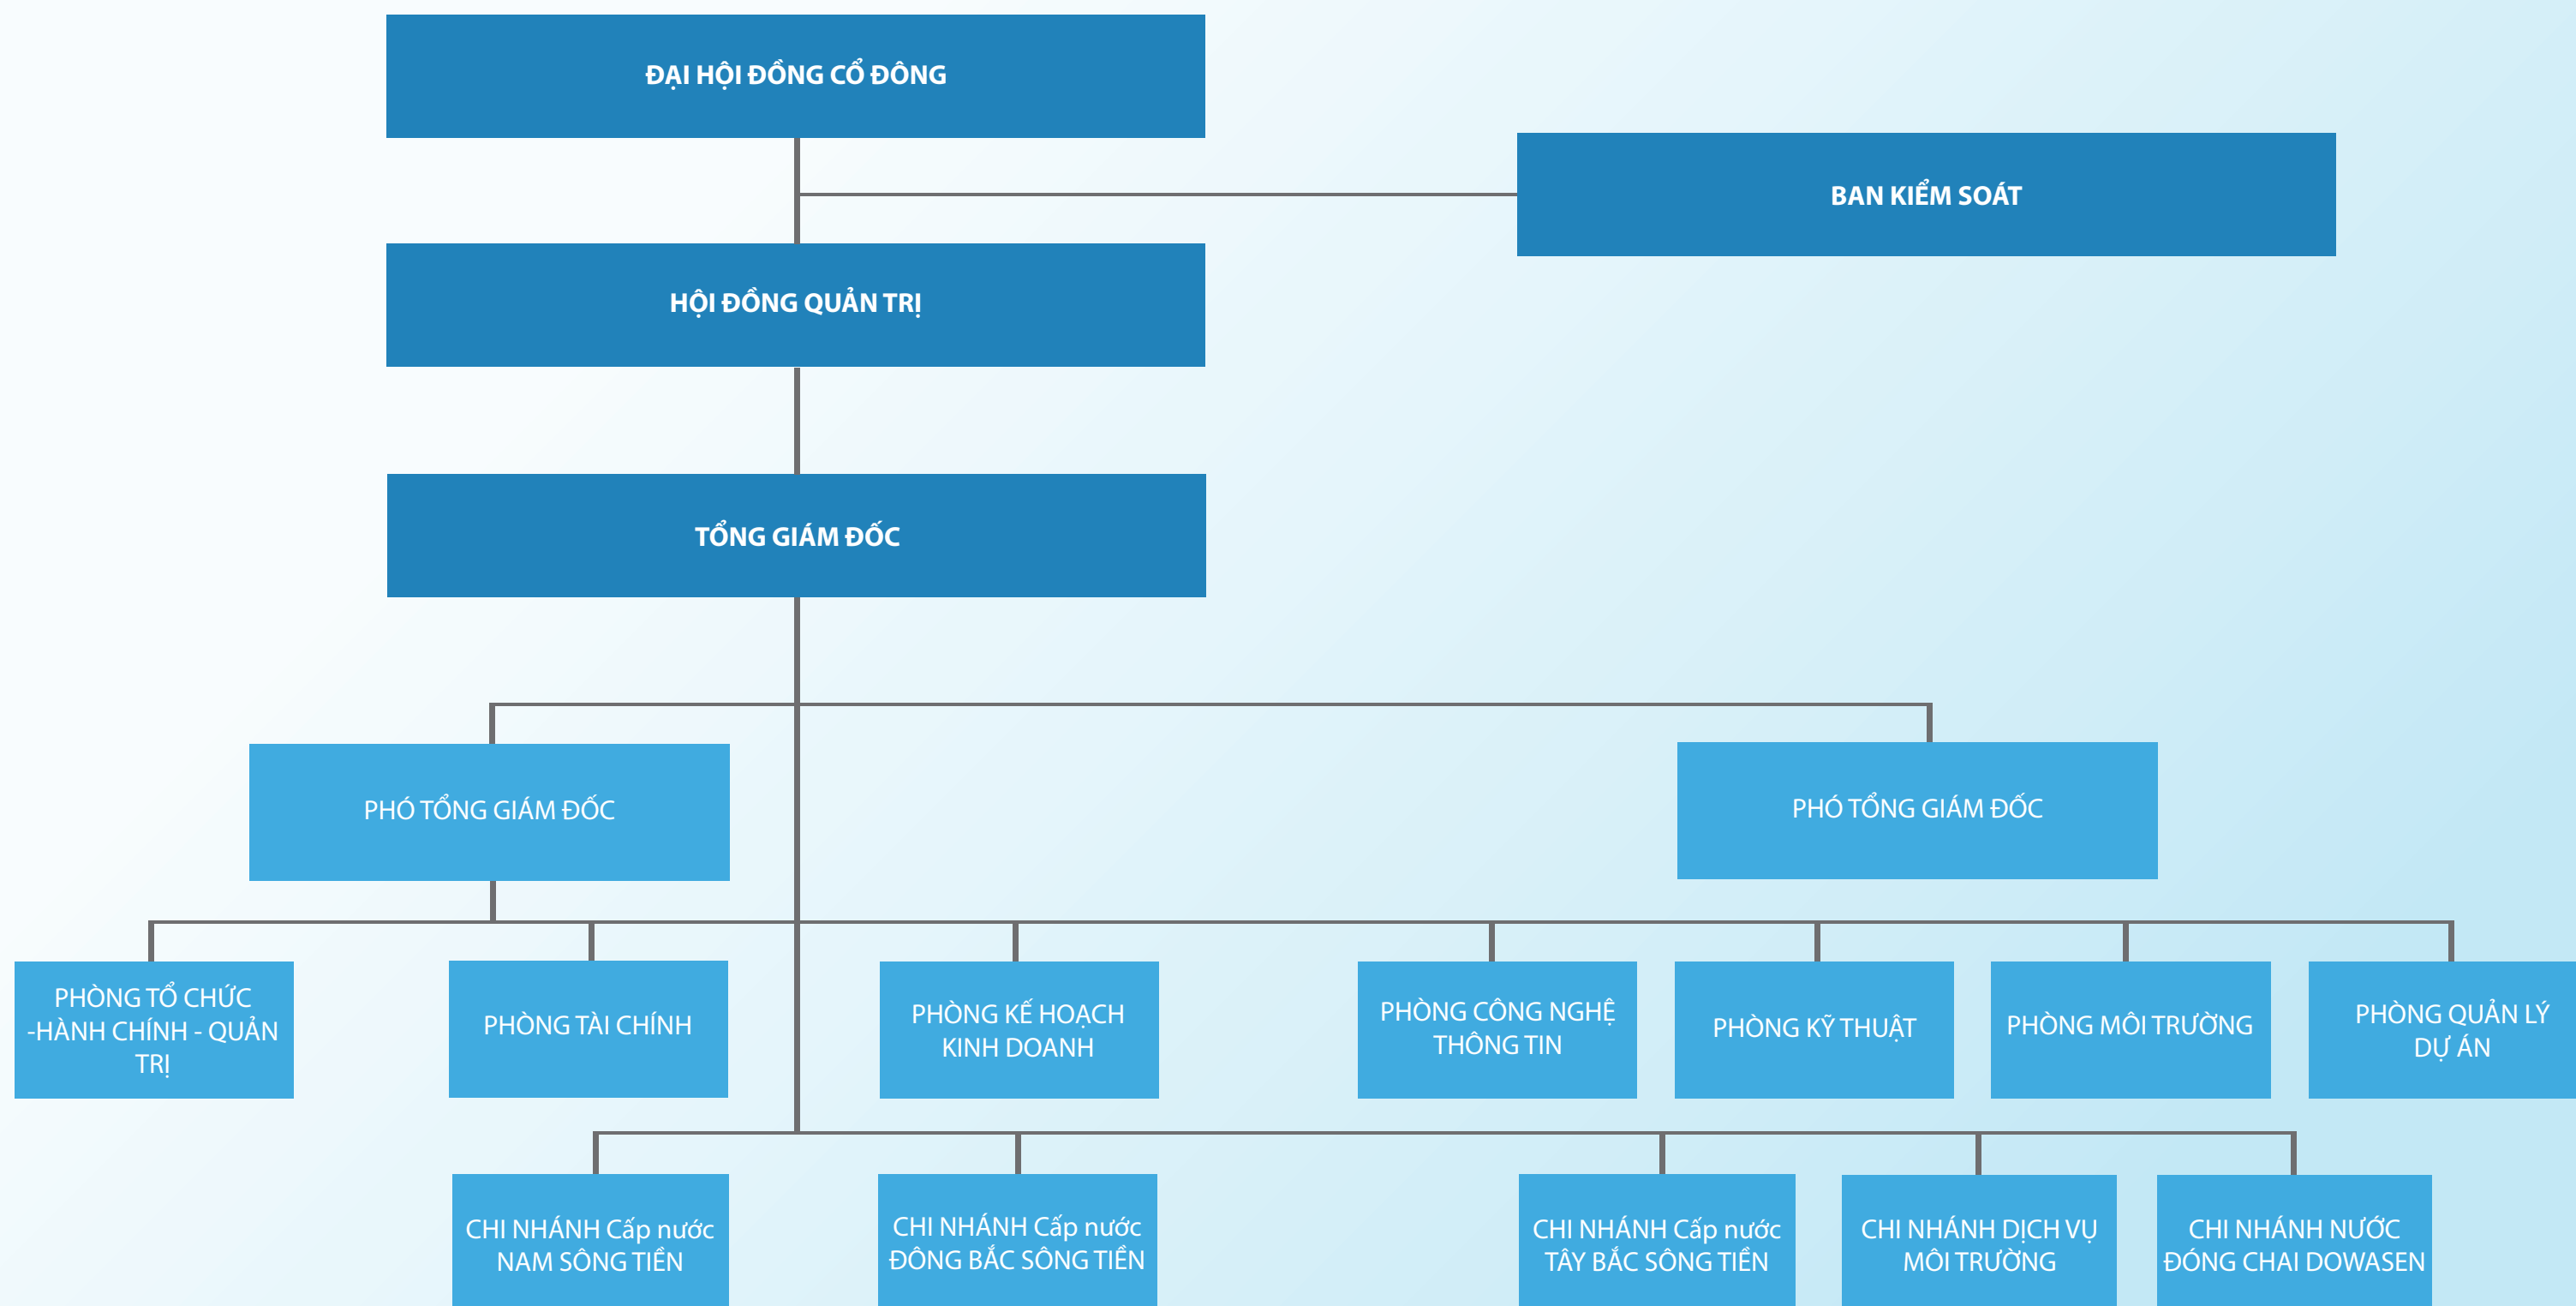 ĐẠI HỘI ĐỒNG CỔ ĐÔNG
BAN KIỂM SOÁT
HỘI ĐỒNG QUẢN TRỊ
TỔNG GIÁM ĐỐC
PHÓ TỔNG GIÁM ĐỐC
PHÓ TỔNG GIÁM ĐỐC
PHÒNG TỔ CHỨC
-HÀNH CHÍNH - QUẢN
TRỊ
PHÒNG TÀI CHÍNH
PHÒNG KẾ HOẠCH
KINH DOANH
PHÒNG CÔNG NGHỆ
THÔNG TIN
PHÒNG KỸ THUẬT
PHÒNG MÔI TRƯỜNG
PHÒNG QUẢN LÝ
DỰ ÁN
CHI NHÁNH Cấp nước
NAM SÔNG TIỀN
CHI NHÁNH Cấp nước
ĐÔNG BẮC SÔNG TIỀN
CHI NHÁNH Cấp nước
TÂY BẮC SÔNG TIỀN
CHI NHÁNH DỊCH VỤ
MÔI TRƯỜNG
CHI NHÁNH NƯỚC
ĐÓNG CHAI DOWASEN